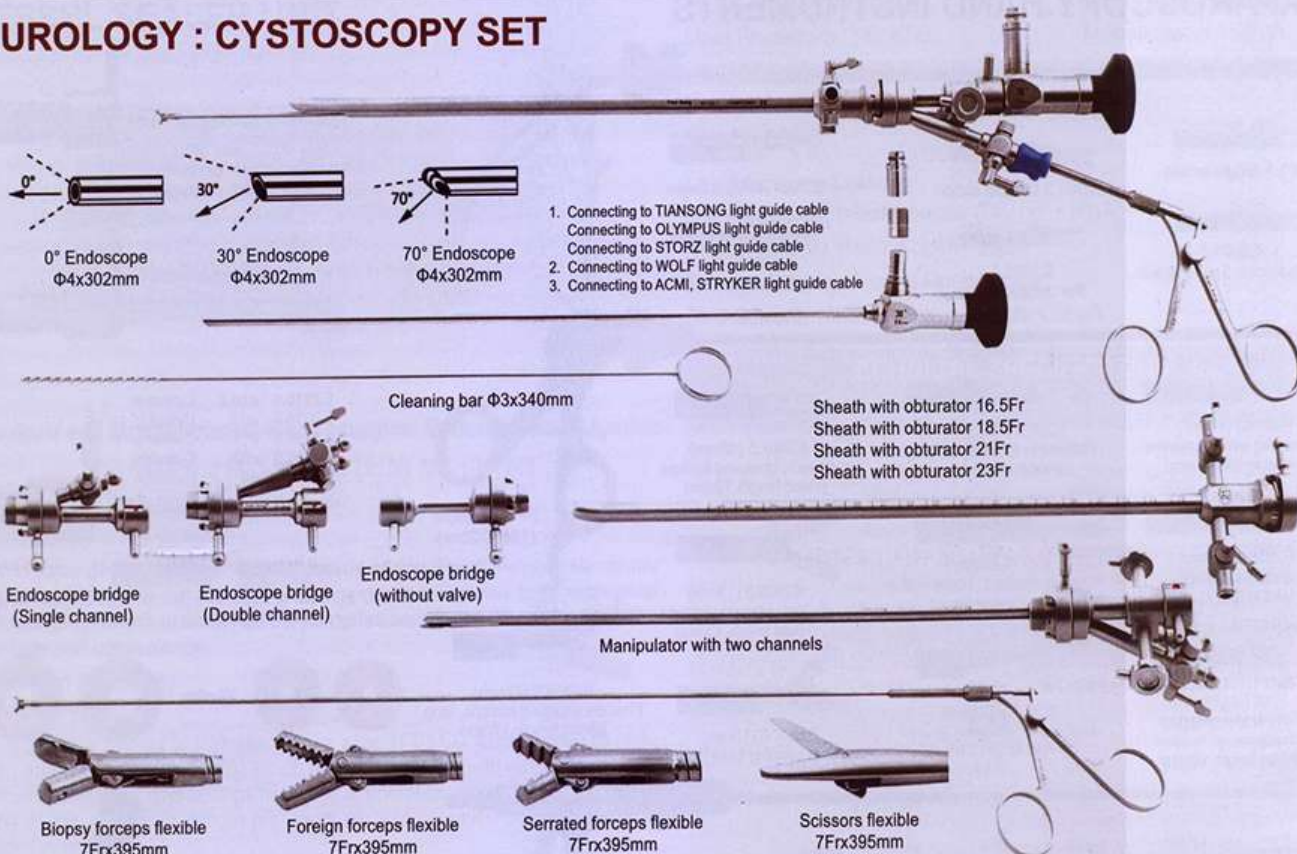 UROLOGY : CYSTOSCOPY SET
0°
30°
70°
0° Endoscope
Φ4x302mm
30° Endoscope
Φ4x302mm
70° Endoscope
Φ4x302mm
1. Connecting to TIANSONG light guide cable
Connecting to OLYMPUS light guide cable
Connecting to STORZ light guide cable
2. Connecting to WOLF light guide cable
3. Connecting to ACMI, STRYKER light guide cable
Cleaning bar Φ3x340mm
Sheath with obturator 16.5Fr
Sheath with obturator 18.5Fr
Sheath with obturator 21Fr
Sheath with obturator 23Fr
Endoscope bridge
(Single channel)
Endoscope bridge
(Double channel)
Endoscope bridge
(without valve)
Manipulator with two channels
Biopsy forceps flexible
7Frx395mm
Foreign forceps flexible
7Frx395mm
Serrated forceps flexible
7Frx395mm
Scissors flexible
7Frx395mm